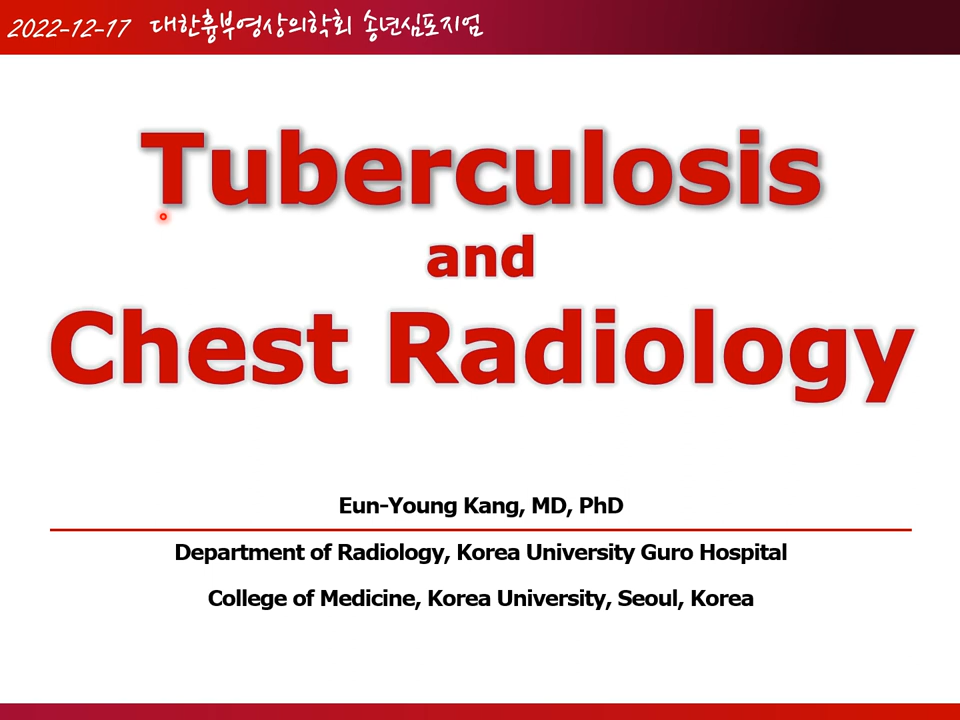 2022-12-17 대한흉부영상의학회 송년심포지엄
Tuberculosis
and
Chest Radiology
Eun-Young Kang, MD, PhD
Department of Radiology, Korea University Guro Hospital
College of Medicine, Korea University, Seoul, Korea